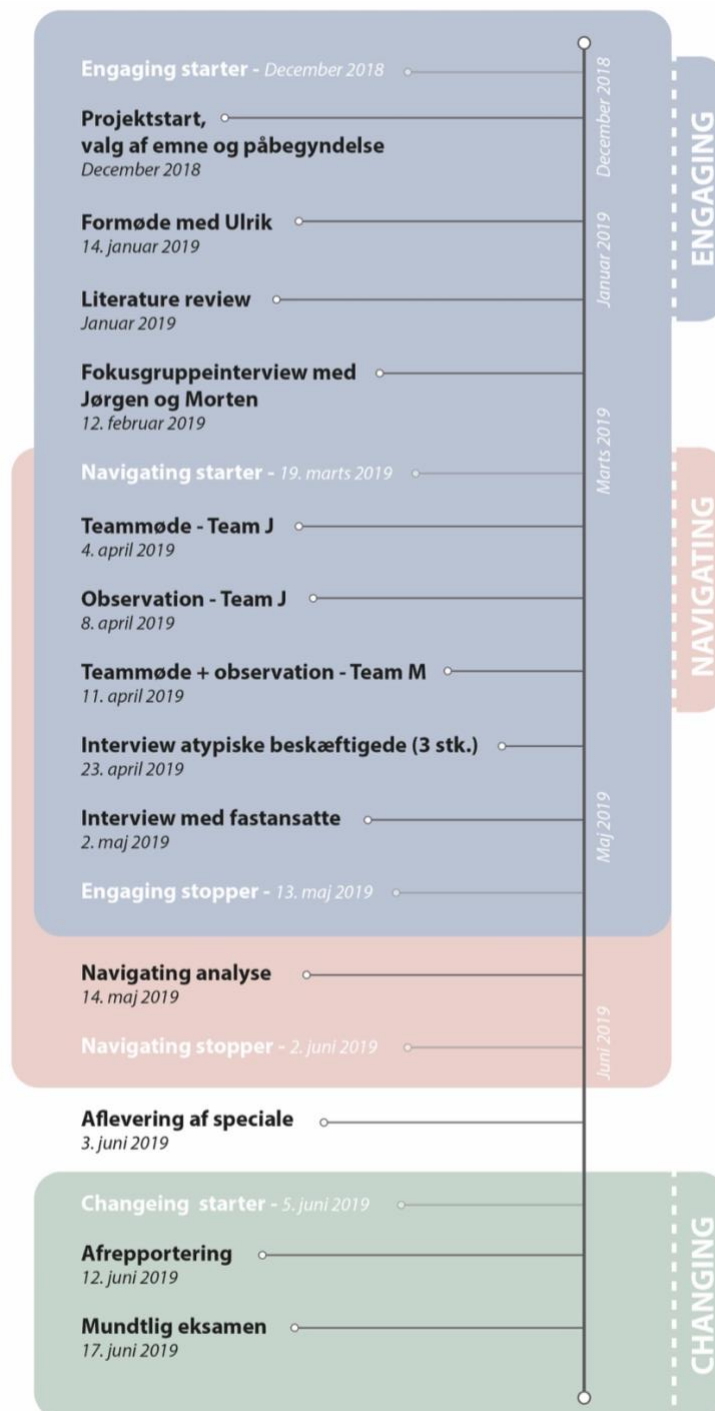 Engaging starter - December 2018
Projektstart,
valg af emne og påbegyndelse
December 2018
Formøde med Ulrik
14. januar 2019
Literature review
Januar 2019
Fokusgruppeinterview med
Jørgen og Morten
12. februar 2019
Navigating starter - 19. marts 2019
Teammøde - Team J
4. april 2019
Observation - Team J
8. april 2019
Teammøde + observation - Team M
11. april 2019
Interview atypiske beskæftigede (3 stk.)
23. april 2019
Interview med fastansatte
2. maj 2019
Engaging stopper - 13. maj 2019
Navigating analyse
14. maj 2019
Navigating stopper - 2. juni 2019
Aflevering af speciale
3. juni 2019
Changeing starter - 5. juni 2019
Afrepportering
12. juni 2019
Mundtlig eksamen
17. juni 2019
December 2018
Januar 2019
Marts 2019
Maj 2019
Juni 2019
ENGAGING
NAVIGATING
CHANGING